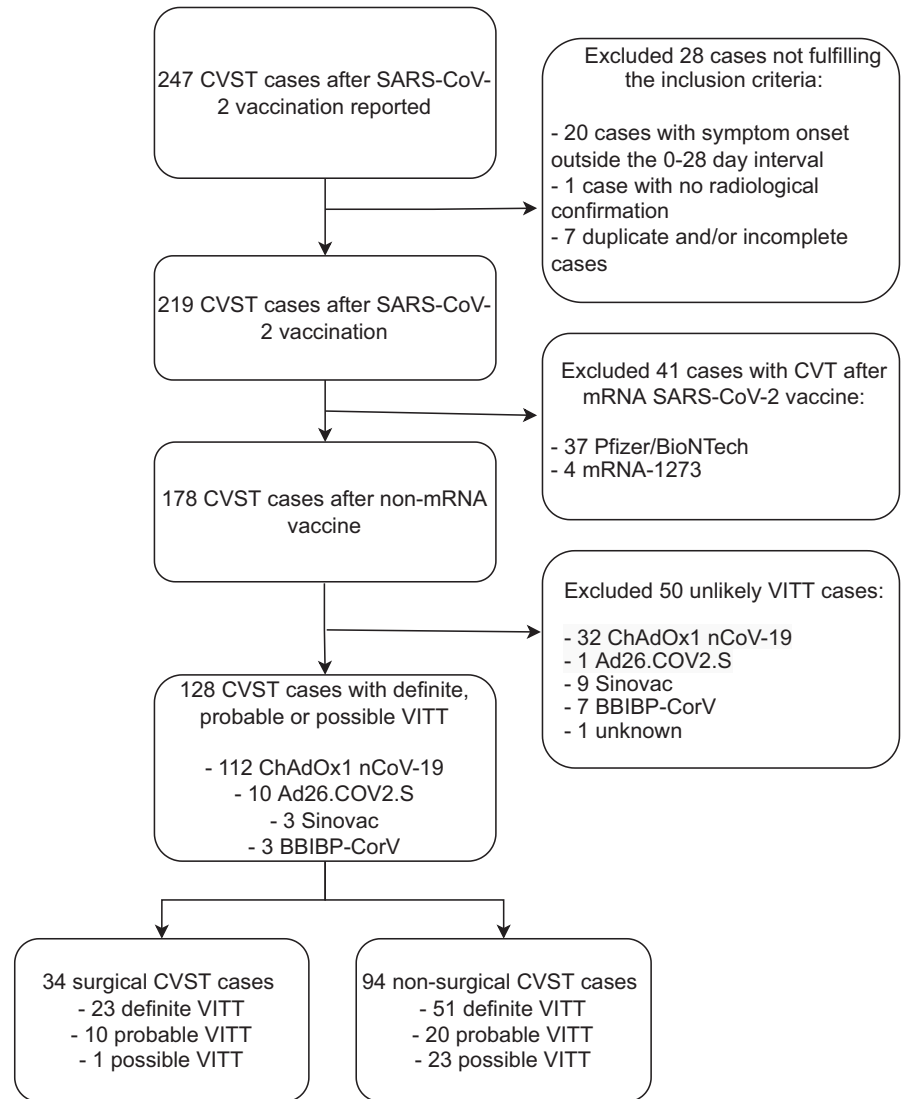 247 CVST cases after SARS-CoV-
2 vaccination reported
Excluded 28 cases not fulfilling
the inclusion criteria:
- 20 cases with symptom onset
outside the 0-28 day interval
- 1 case with no radiological
confirmation
- 7 duplicate and/or incomplete
cases
219 CVST cases after SARS-CoV-
2 vaccination
Excluded 41 cases with CVT after
mRNA SARS-CoV-2 vaccine:
- 37 Pfizer/BioNTech
- 4 mRNA-1273
178 CVST cases after non-mRNA
vaccine
Excluded 50 unlikely VITT cases:
- 32 ChAdOx1 nCoV-19
- 1 Ad26.COV2.S
- 9 Sinovac
- 7 BBIBP-CorV
- 1 unknown
128 CVST cases with definite,
probable or possible VITT
- 112 ChAdOx1 nCoV-19
- 10 Ad26.COV2.S
- 3 Sinovac
- 3 BBIBP-CorV
34 surgical CVST cases
- 23 definite VITT
- 10 probable VITT
- 1 possible VITT
94 non-surgical CVST cases
- 51 definite VITT
- 20 probable VITT
- 23 possible VITT